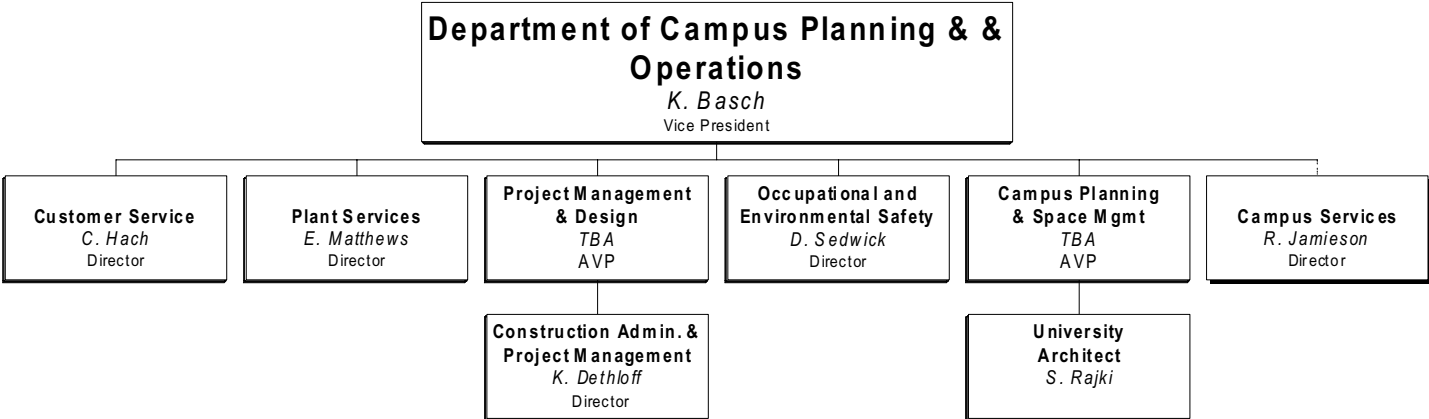 Department of Campus Planning & &
Operations
K. Basch
Vice President
Customer Service
C. Hach
Director
Plant Services
E. Matthews
Director
Project Management
& Design
TBA
AVP
Occupational and
Environmental Safety
D. Sedwick
Director
Campus Planning
& Space Mgmt
TBA
AVP
Campus Services
R. Jamieson
Director
Construction Admin. &
Project Management
K. Dethloff
Director
University
Architect
S. Rajki